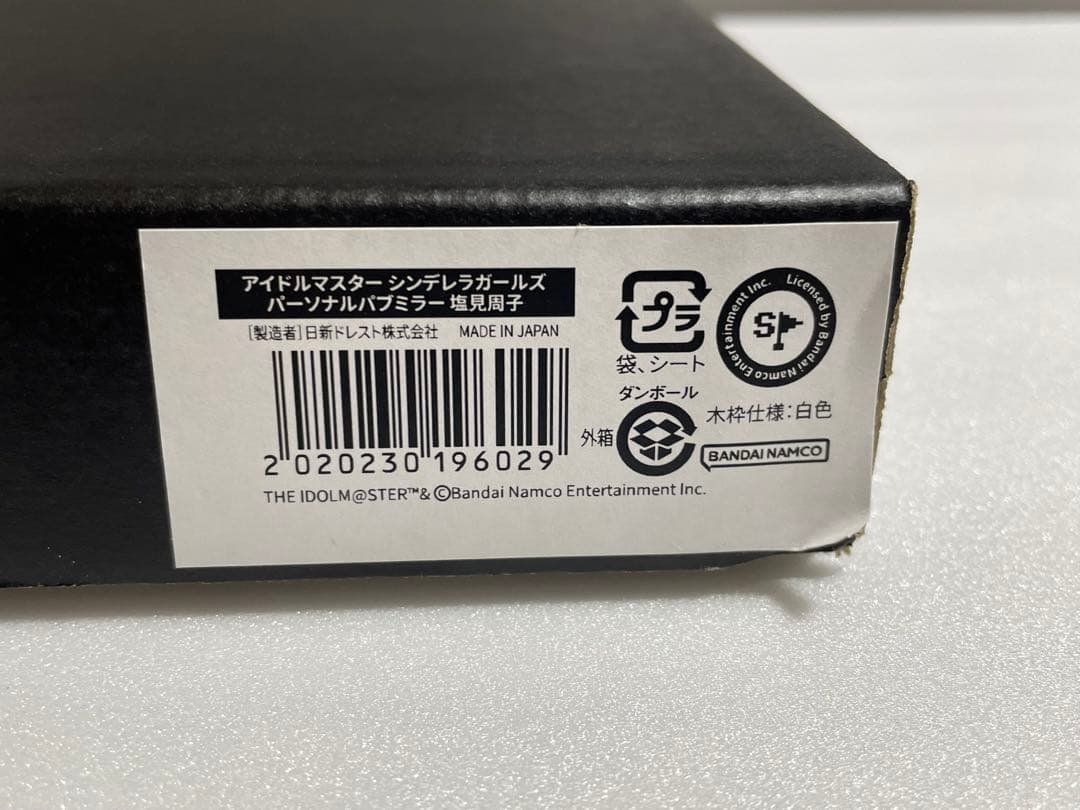 アイドルマスター シンデレラガールズ
パーソナルパブミラー 塩見周子
[製造者]日新ドレスト株式会社 MADE IN JAPAN
2 020230 196029
THE IDOLM@STER™& ©Bandai Namco Entertainment Inc.
プラ
袋、シート
ダンボール
外箱
Licensed by Bandai Namco Entertainment Inc.
S
木枠仕様:白色
BANDAI NAMCO